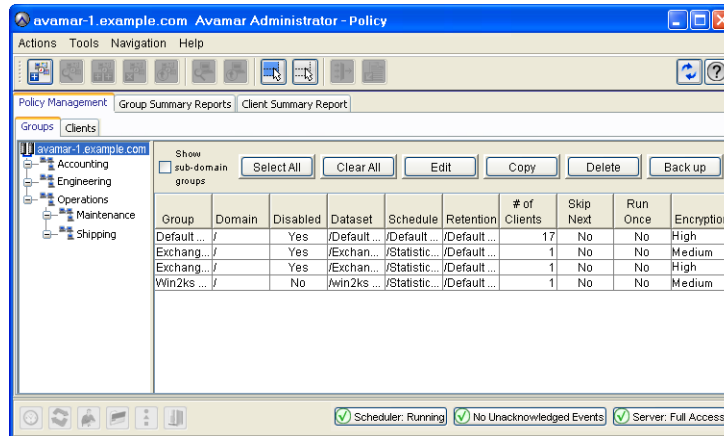 avamar-1.example.com Avamar Administrator - Policy
Actions Tools Navigation Help
Policy Management Group Summary Reports Client Summary Report
Groups Clients
avamar-1.example.com
Accounting
Engineering
Operations
Maintenance
Shipping
Show sub-domain groups
Select All Clear All Edit Copy Delete Back up
Group Domain Disabled Dataset Schedule Retention # of Clients Skip Next Run Once Encryption
Default ... / Yes /Default ... /Default ... /Default ... 17 No No High
Exchang... / Yes /Exchan... /Statistic... /Default ... 1 No No Medium
Exchang... / Yes /Exchan... /Statistic... /Default ... 1 No No High
Win2ks ... / No /win2ks ... /Statistic... /Default ... 1 No No Medium
Scheduler: Running No Unacknowledged Events Server: Full Access